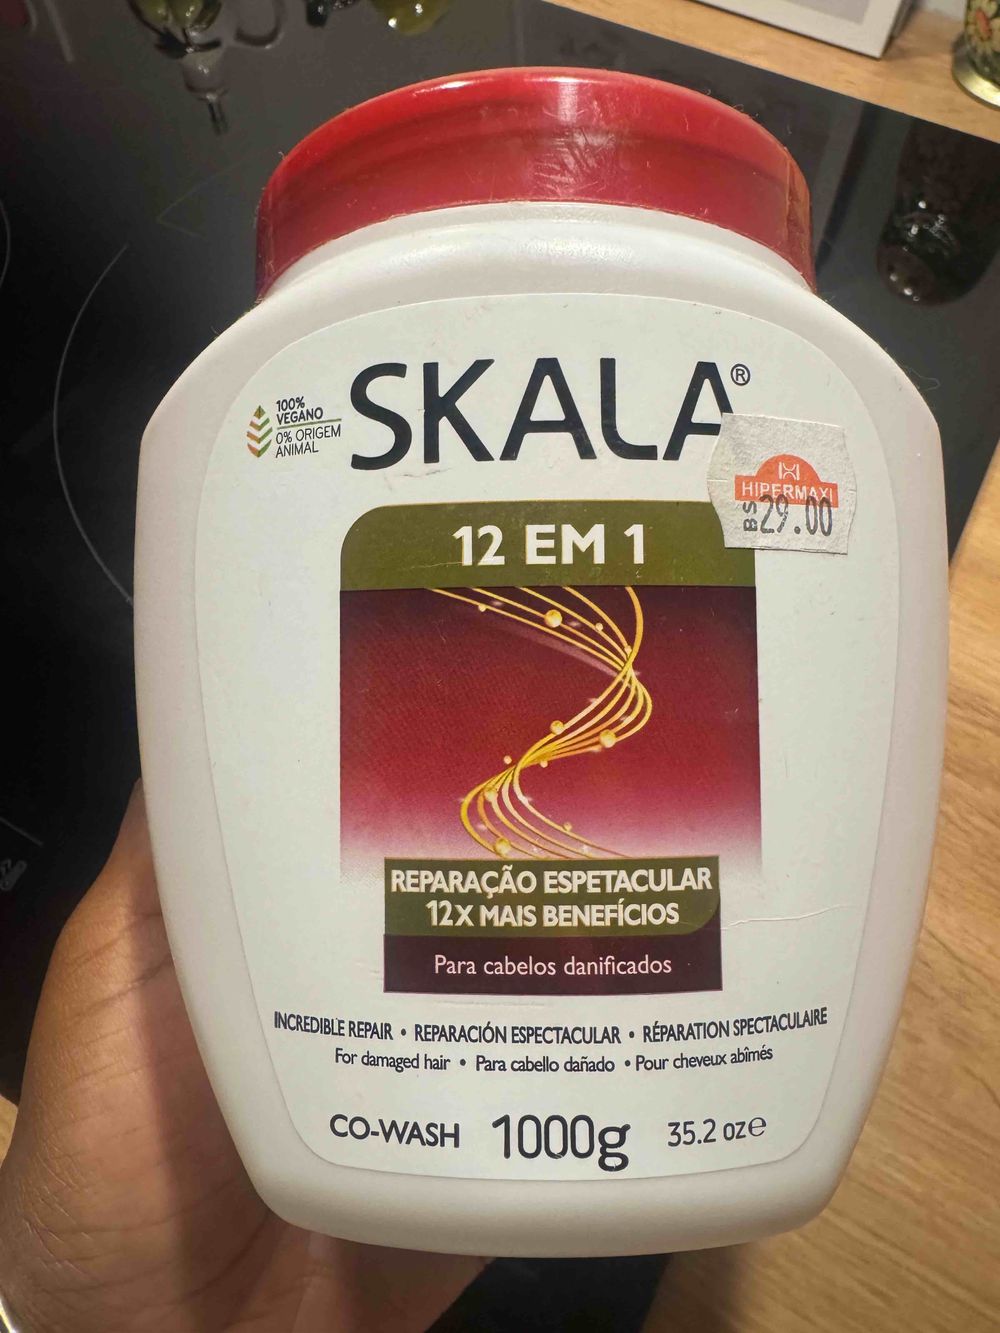 SKALA®
100%
VEGANO
0% ORIGEM
ANIMAL
HIPERMAXI
BS 29.00
12 EM 1
REPARAÇÃO ESPETACULAR
12X MAIS BENEFÍCIOS
Para cabelos danificados
INCREDIBLE REPAIR • REPARACIÓN ESPECTACULAR • RÉPARATION SPECTACULAIRE
For damaged hair • Para cabello dañado • Pour cheveux abîmés
CO-WASH 1000g 35.2 oz℮